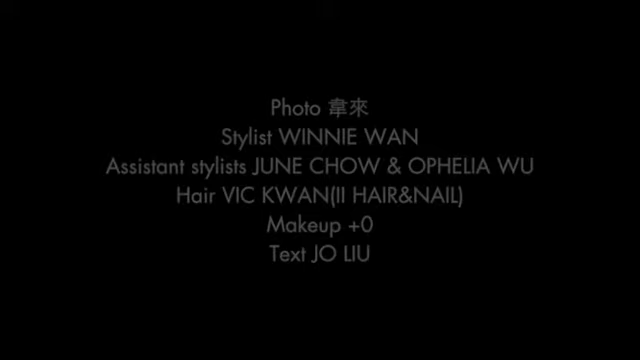 Photo 韋來
Stylist WINNIE WAN
Assistant stylists JUNE CHOW & OPHELIA WU
Hair VIC KWAN(II HAIR&NAIL)
Makeup +0
Text JO LIU